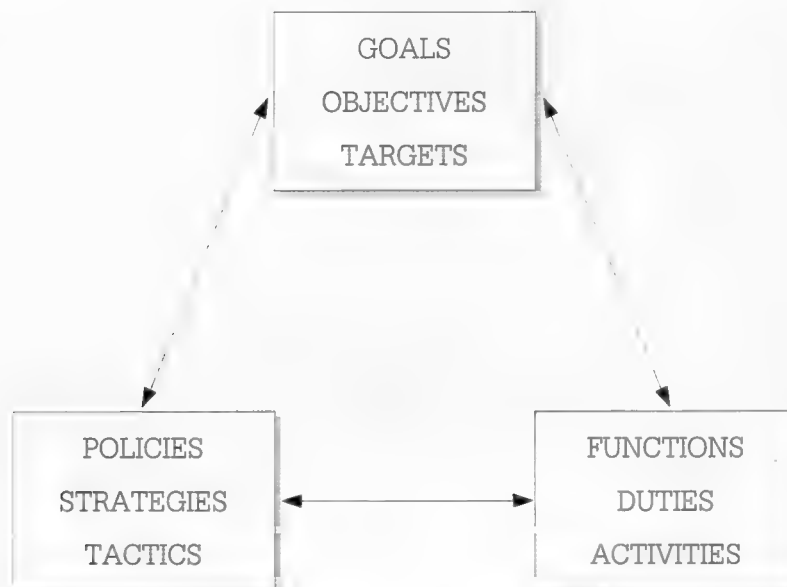 GOALS
OBJECTIVES
TARGETS
POLICIES
STRATEGIES
TACTICS
FUNCTIONS
DUTIES
ACTIVITIES